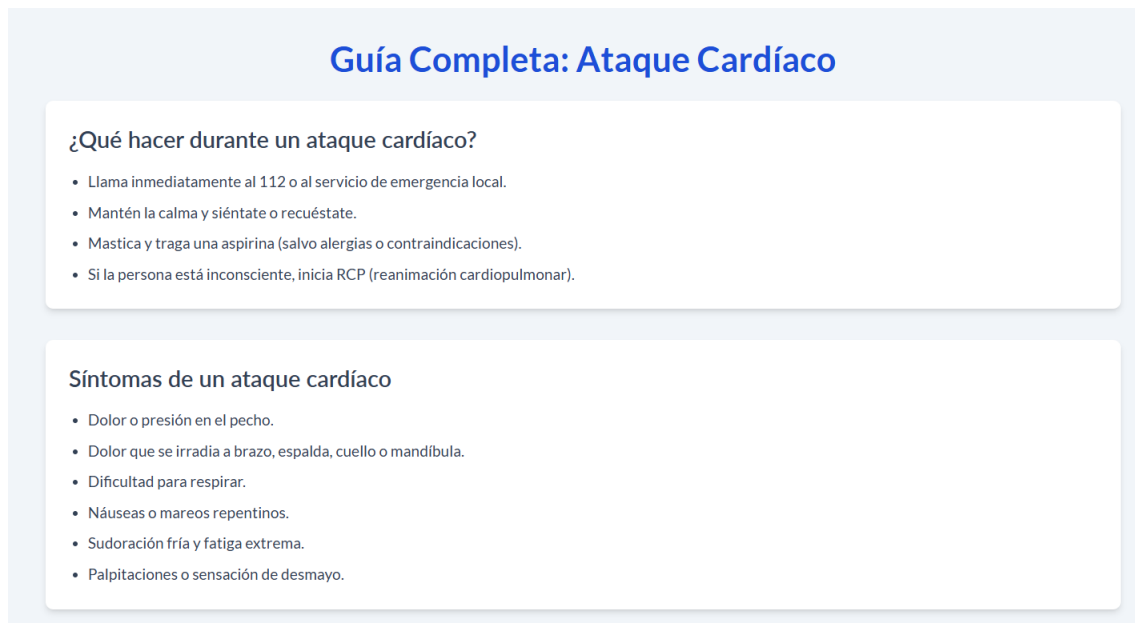 Guía Completa: Ataque Cardíaco
¿Qué hacer durante un ataque cardíaco?
• Llama inmediatamente al 112 o al servicio de emergencia local.
• Mantén la calma y siéntate o recuéstate.
• Mastica y traga una aspirina (salvo alergias o contraindicaciones).
• Si la persona está inconsciente, inicia RCP (reanimación cardiopulmonar).
Síntomas de un ataque cardíaco
• Dolor o presión en el pecho.
• Dolor que se irradia a brazo, espalda, cuello o mandíbula.
• Dificultad para respirar.
• Náuseas o mareos repentinos.
• Sudoración fría y fatiga extrema.
• Palpitaciones o sensación de desmayo.